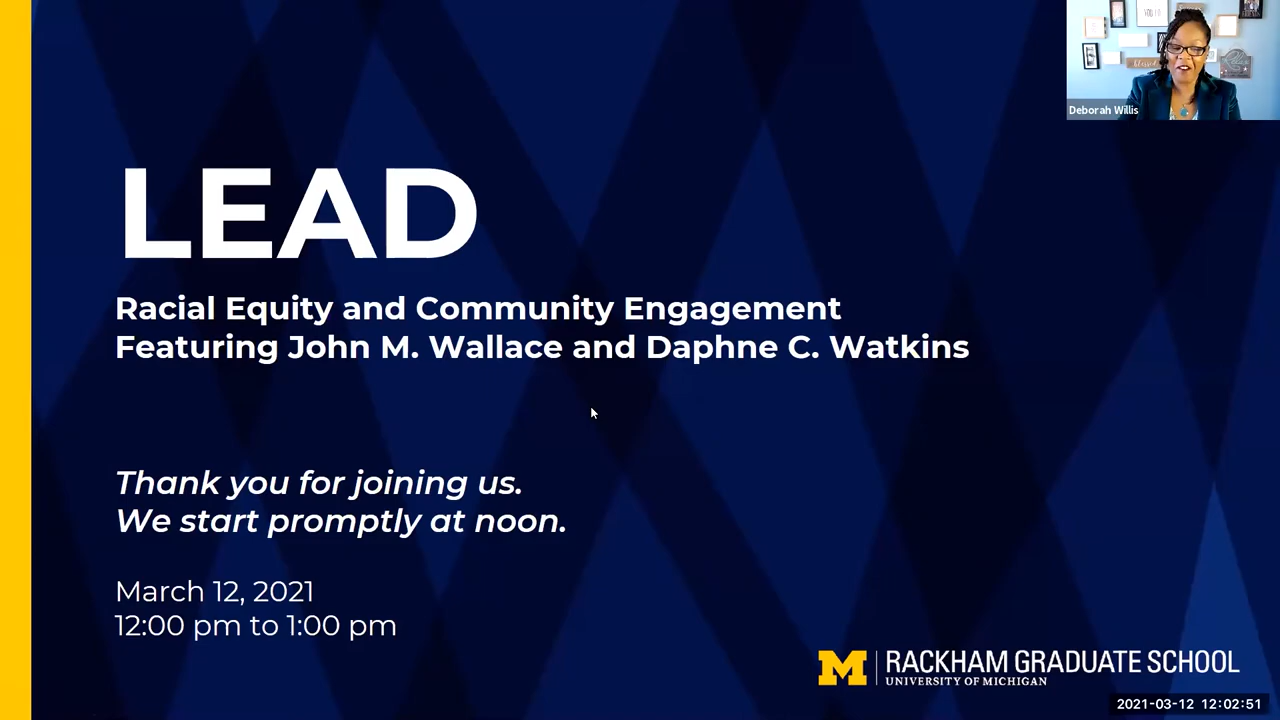 LEAD
Racial Equity and Community Engagement
Featuring John M. Wallace and Daphne C. Watkins
Thank you for joining us.
We start promptly at noon.
March 12, 2021
12:00 pm to 1:00 pm
Deborah Willis
M
RACKHAM GRADUATE SCHOOL
UNIVERSITY OF MICHIGAN
2021-03-12 12:02:51